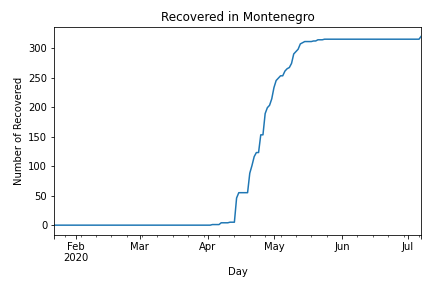 Recovered in Montenegro
Number of Recovered
300
250
200
150
100
50
0
Feb
2020
Mar
Apr
May
Jun
Jul
Day